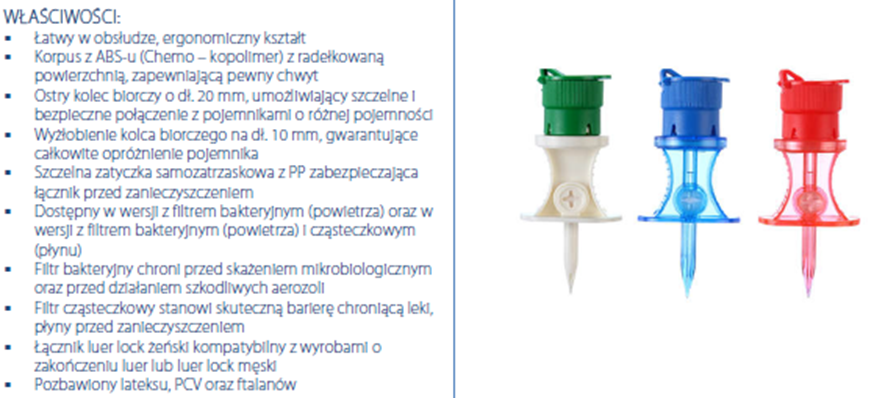 WŁAŚCIWOŚCI:
▪ Łatwy w obsłudze, ergonomiczny kształt
▪ Korpus z ABS-u (Chemo – kopolimer) z radełkowaną
powierzchnią, zapewniającą pewny chwyt
▪ Ostry kolec biorczy o dł. 20 mm, umożliwiający szczelne i
bezpieczne połączenie z pojemnikami o różnej pojemności
▪ Wyżłobienie kolca biorczego na dł. 10 mm, gwarantujące
całkowite opróżnienie pojemnika
▪ Szczelna zatyczka samozatrzaskowa z PP zabezpieczająca
łącznik przed zanieczyszczeniem
▪ Dostępny w wersji z filtrem bakteryjnym (powietrza) oraz w
wersji z filtrem bakteryjnym (powietrza) i cząsteczkowym
(płynu)
▪ Filtr bakteryjny chroni przed skażeniem mikrobiologicznym
oraz przed działaniem szkodliwych aerozoli
▪ Filtr cząsteczkowy stanowi skuteczną barierę chroniącą leki,
płyny przed zanieczyszczeniem
▪ Łącznik luer lock żeński kompatybilny z wyrobami o
zakończeniu luer lub luer lock męski
▪ Pozbawiony lateksu, PCV oraz ftalanów